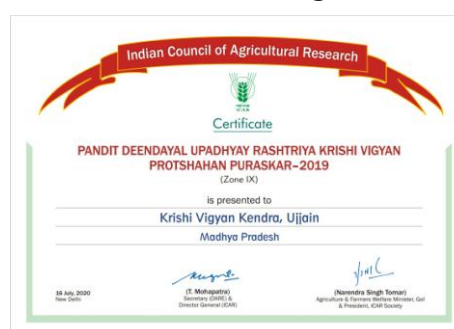 Indian Council of Agricultural Research
Certificate
PANDIT DEENDAYAL UPADHYAY RASHTRIYA KRISHI VIGYAN
PROTSHAHAN PURASKAR–2019
(Zone IX)
is presented to
Krishi Vigyan Kendra, Ujjain
Madhya Pradesh
16 July, 2020
New Delhi
(T. Mohapatra)
Secretary (DARE) &
Director General (ICAR)
(Narendra Singh Tomar)
Agriculture & Farmers Welfare Minister, GoI
& President, ICAR Society